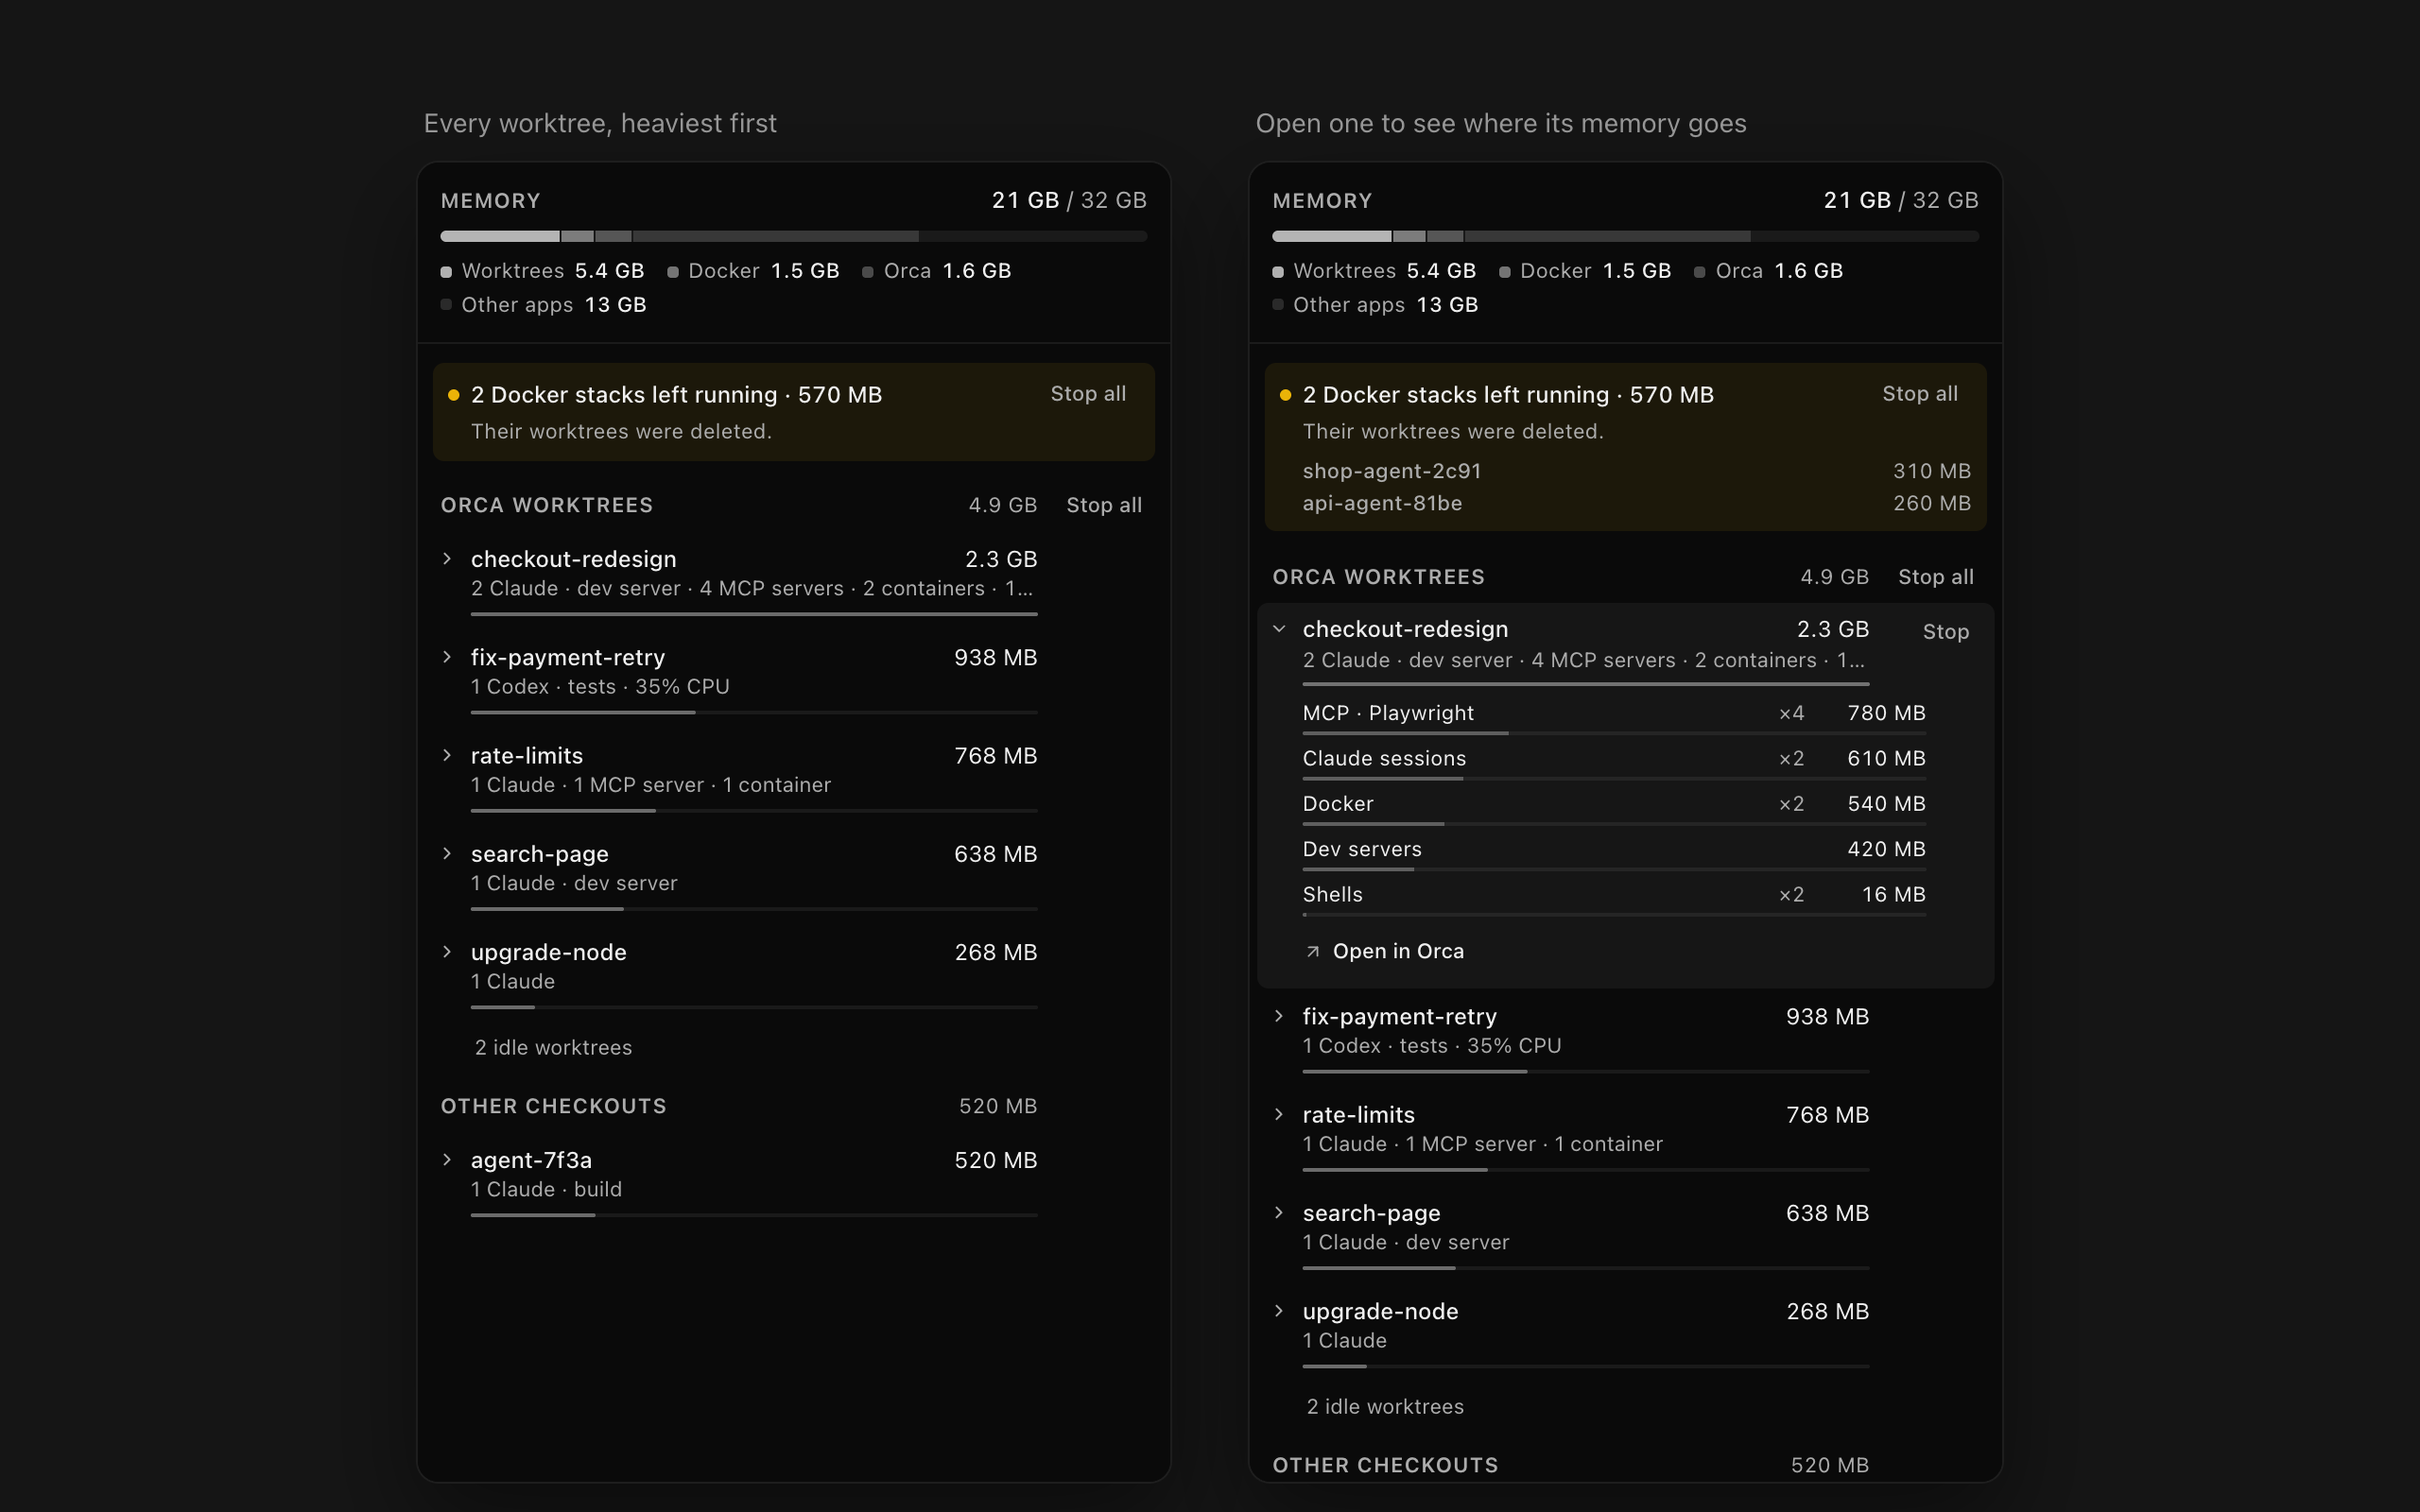 Every worktree, heaviest first
MEMORY 21 GB / 32 GB
Worktrees 5.4 GB Docker 1.5 GB Orca 1.6 GB
Other apps 13 GB
2 Docker stacks left running · 570 MB Stop all
Their worktrees were deleted.
ORCA WORKTREES 4.9 GB Stop all
checkout-redesign 2.3 GB
2 Claude · dev server · 4 MCP servers · 2 containers · 1…
fix-payment-retry 938 MB
1 Codex · tests · 35% CPU
rate-limits 768 MB
1 Claude · 1 MCP server · 1 container
search-page 638 MB
1 Claude · dev server
upgrade-node 268 MB
1 Claude
2 idle worktrees
OTHER CHECKOUTS 520 MB
agent-7f3a 520 MB
1 Claude · build
Open one to see where its memory goes
MEMORY 21 GB / 32 GB
Worktrees 5.4 GB Docker 1.5 GB Orca 1.6 GB
Other apps 13 GB
2 Docker stacks left running · 570 MB Stop all
Their worktrees were deleted.
shop-agent-2c91 310 MB
api-agent-81be 260 MB
ORCA WORKTREES 4.9 GB Stop all
checkout-redesign 2.3 GB Stop
2 Claude · dev server · 4 MCP servers · 2 containers · 1…
MCP · Playwright ×4 780 MB
Claude sessions ×2 610 MB
Docker ×2 540 MB
Dev servers 420 MB
Shells ×2 16 MB
Open in Orca
fix-payment-retry 938 MB
1 Codex · tests · 35% CPU
rate-limits 768 MB
1 Claude · 1 MCP server · 1 container
search-page 638 MB
1 Claude · dev server
upgrade-node 268 MB
1 Claude
2 idle worktrees
OTHER CHECKOUTS 520 MB